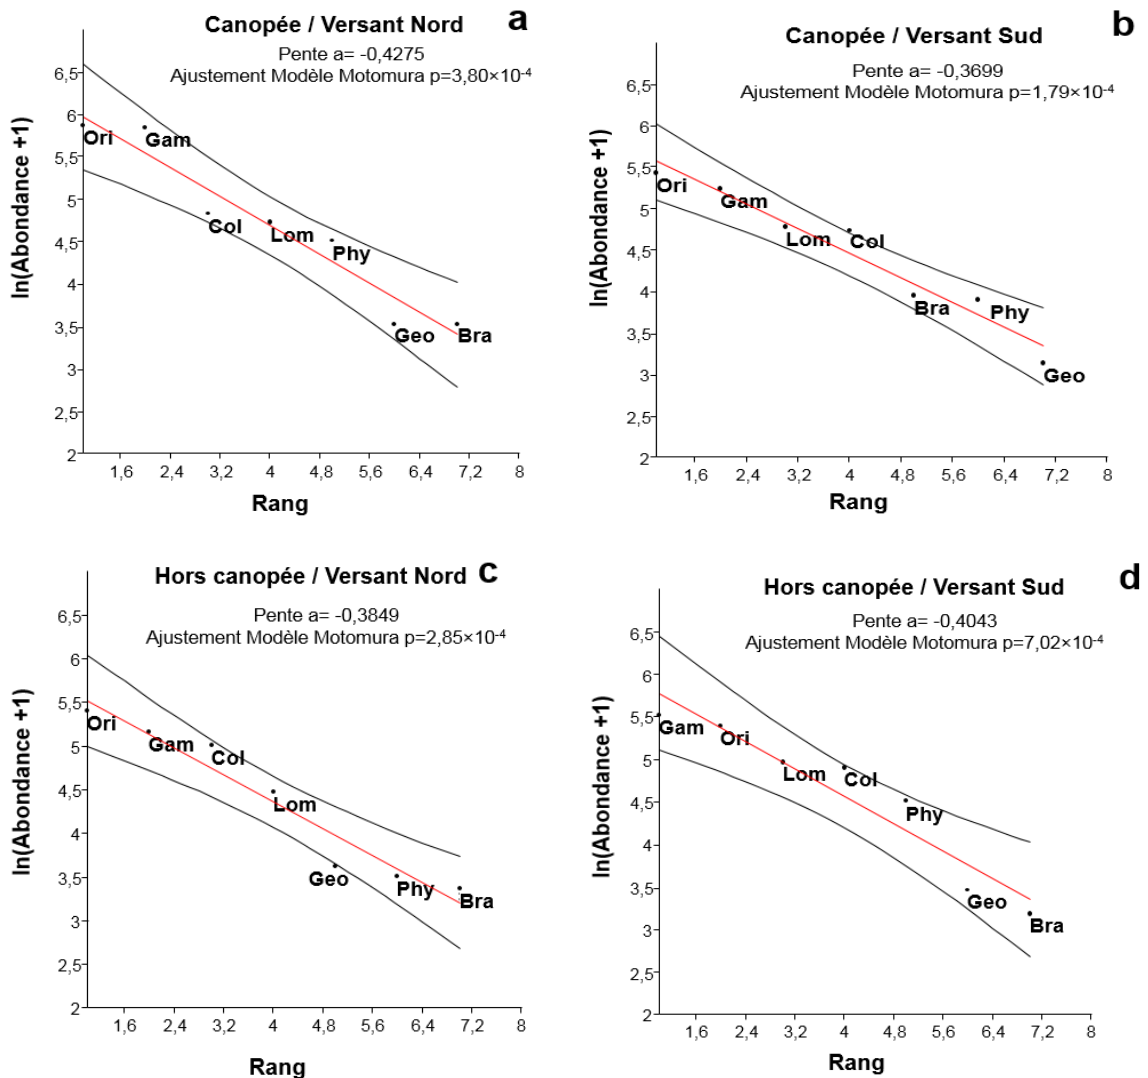 a
Canopée / Versant Nord
Pente a= -0,4275
Ajustement Modèle Motomura p=3,80×10⁻⁴
ln(Abondance +1)
6,5
6
5,5
5
4,5
4
3,5
3
2,5
2
Ori
Gam
Col
Lom
Phy
Geo
Bra
1,6 2,4 3,2 4 4,8 5,6 6,4 7,2 8
Rang
b
Canopée / Versant Sud
Pente a= -0,3699
Ajustement Modèle Motomura p=1,79×10⁻⁴
ln(Abondance +1)
6,5
6
5,5
5
4,5
4
3,5
3
2,5
2
Ori
Gam
Lom
Col
Bra
Phy
Geo
1,6 2,4 3,2 4 4,8 5,6 6,4 7,2 8
Rang
Hors canopée / Versant Nord c
Pente a= -0,3849
Ajustement Modèle Motomura p=2,85×10⁻⁴
ln(Abondance +1)
6,5
6
5,5
5
4,5
4
3,5
3
2,5
2
Ori
Gam
Col
Lom
Geo
Phy
Bra
1,6 2,4 3,2 4 4,8 5,6 6,4 7,2 8
Rang
d
Hors canopée / Versant Sud
Pente a= -0,4043
Ajustement Modèle Motomura p=7,02×10⁻⁴
ln(Abondance +1)
6,5
6
5,5
5
4,5
4
3,5
3
2,5
2
Gam
Ori
Lom
Col
Phy
Geo
Bra
1,6 2,4 3,2 4 4,8 5,6 6,4 7,2 8
Rang